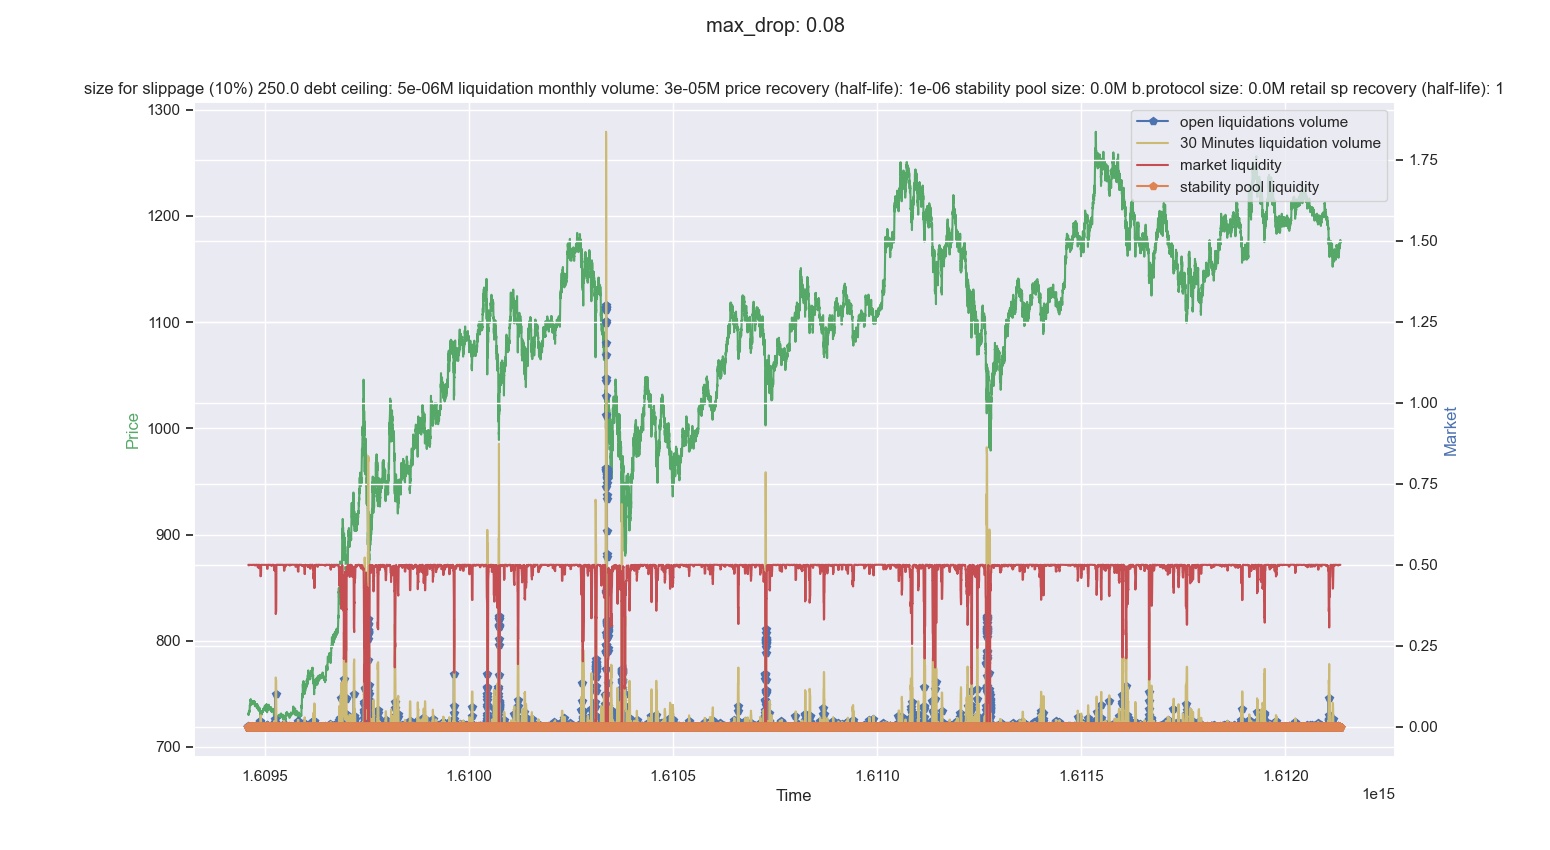 max_drop: 0.08
size for slippage (10%) 250.0 debt ceiling: 5e-06M liquidation monthly volume: 3e-05M price recovery (half-life): 1e-06 stability pool size: 0.0M b.protocol size: 0.0M retail sp recovery (half-life): 1
open liquidations volume
30 Minutes liquidation volume
market liquidity
stability pool liquidity
1300
1200
1100
1000
900
800
700
Price
1.75
1.50
1.25
1.00
0.75
0.50
0.25
0.00
Market
1.6095
1.6100
1.6105
1.6110
1.6115
1.6120
1e15
Time